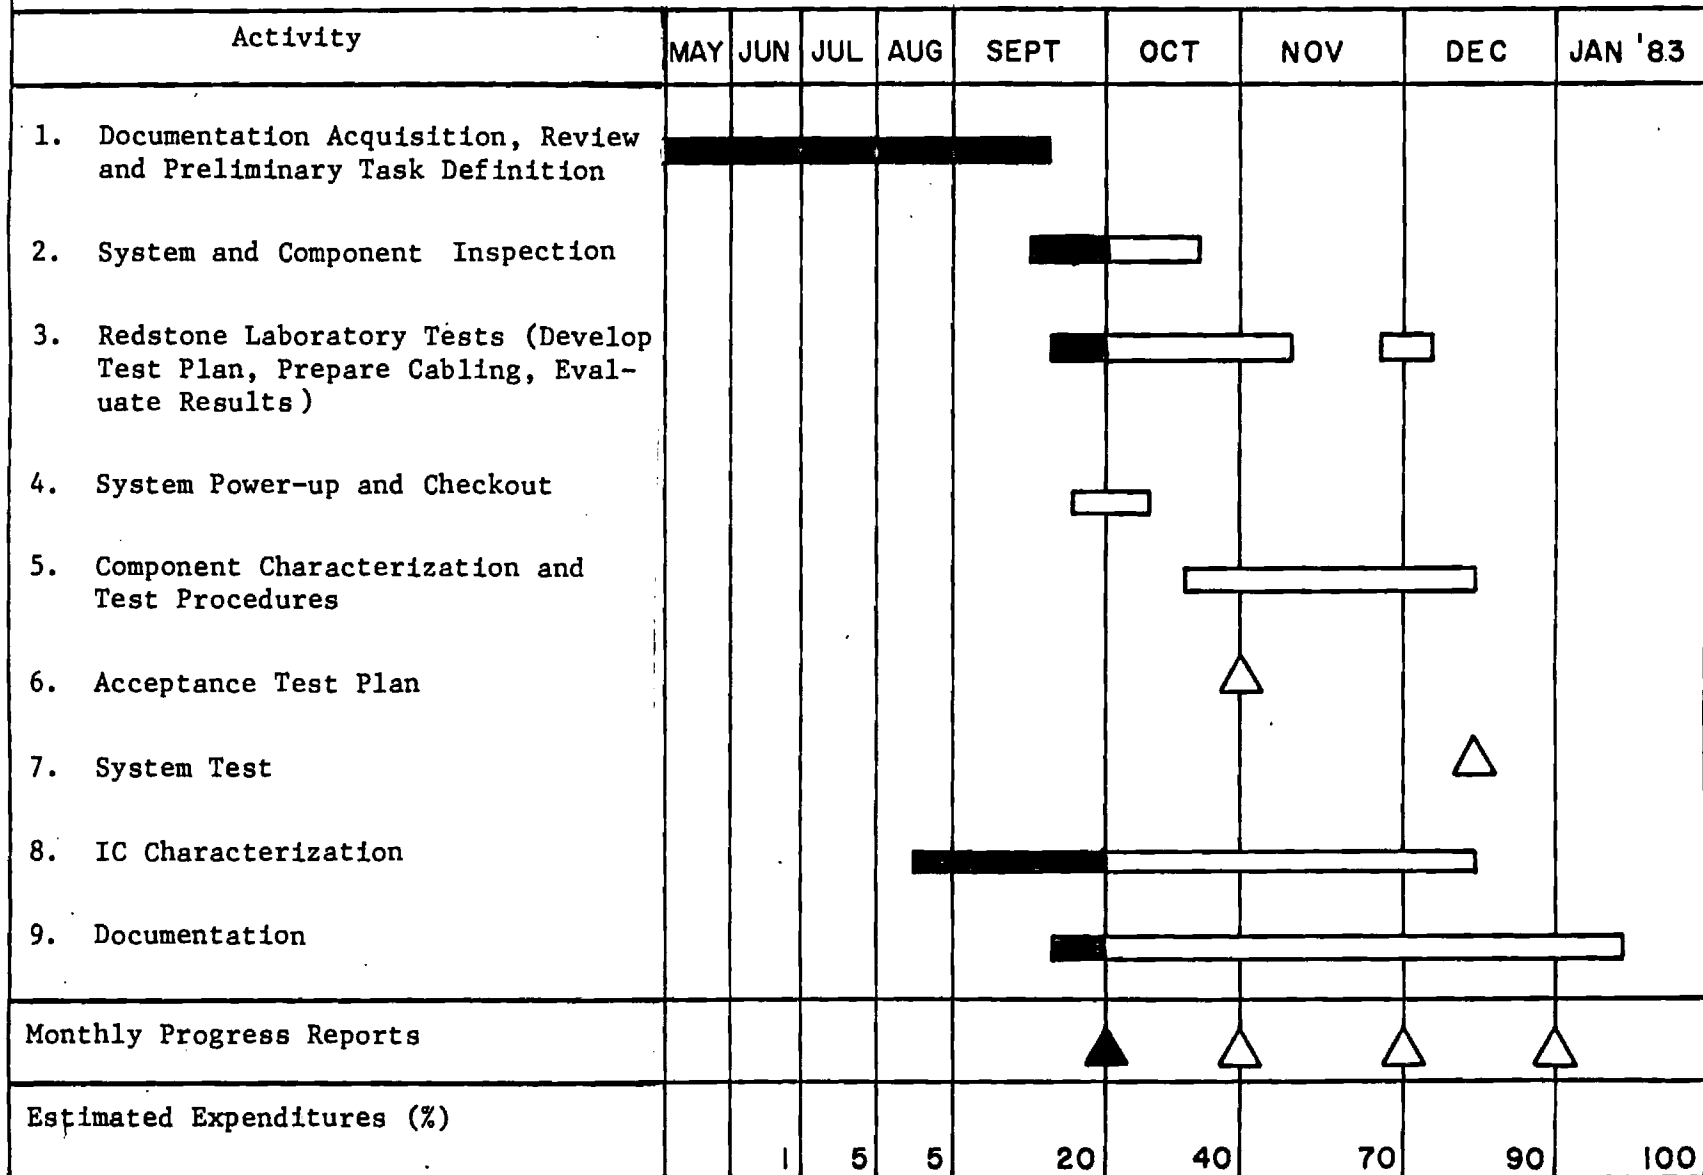 Activity MAY JUN JUL AUG SEPT OCT NOV DEC JAN '83
1. Documentation Acquisition, Review
and Preliminary Task Definition
2. System and Component Inspection
3. Redstone Laboratory Tests (Develop
Test Plan, Prepare Cabling, Eval-
uate Results)
4. System Power-up and Checkout
5. Component Characterization and
Test Procedures
6. Acceptance Test Plan
7. System Test
8. IC Characterization
9. Documentation
Monthly Progress Reports
Estimated Expenditures (%)
1 5 5 20 40 70 90 100